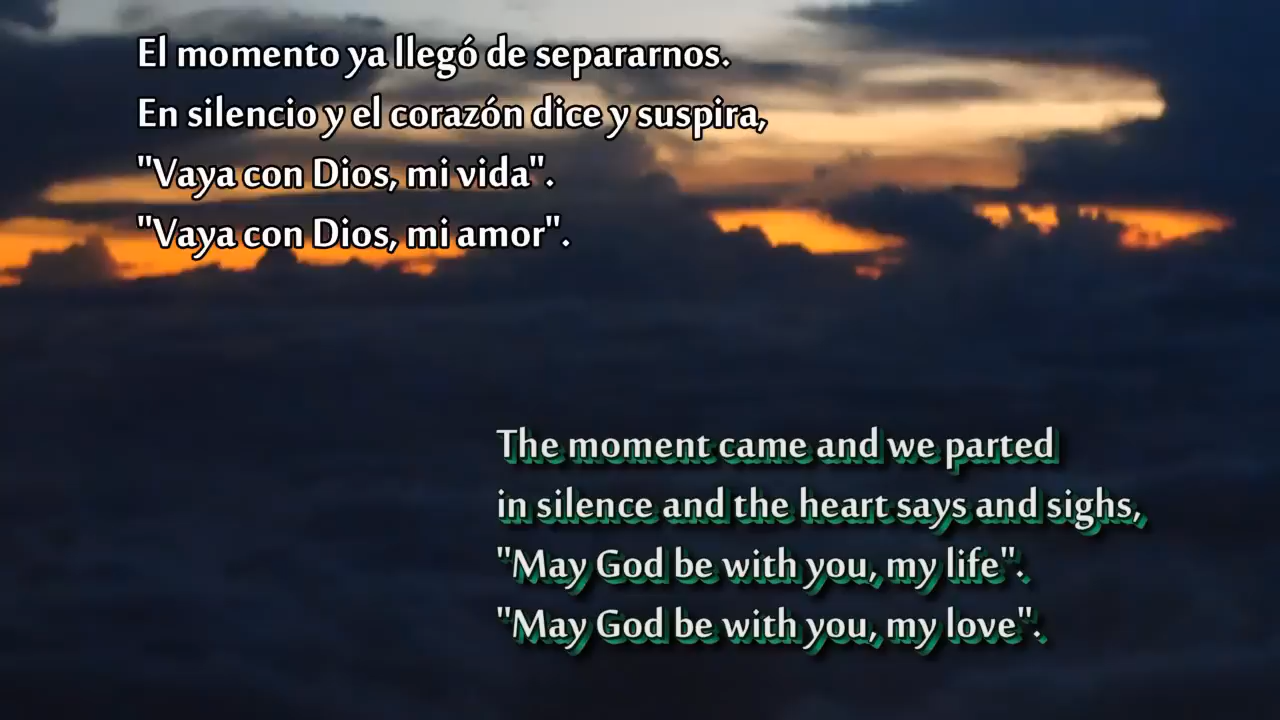 El momento ya llegó de separarnos.
En silencio y el corazón dice y suspira,
"Vaya con Dios, mi vida".
"Vaya con Dios, mi amor".
The moment came and we parted
in silence and the heart says and sighs,
"May God be with you, my life".
"May God be with you, my love".